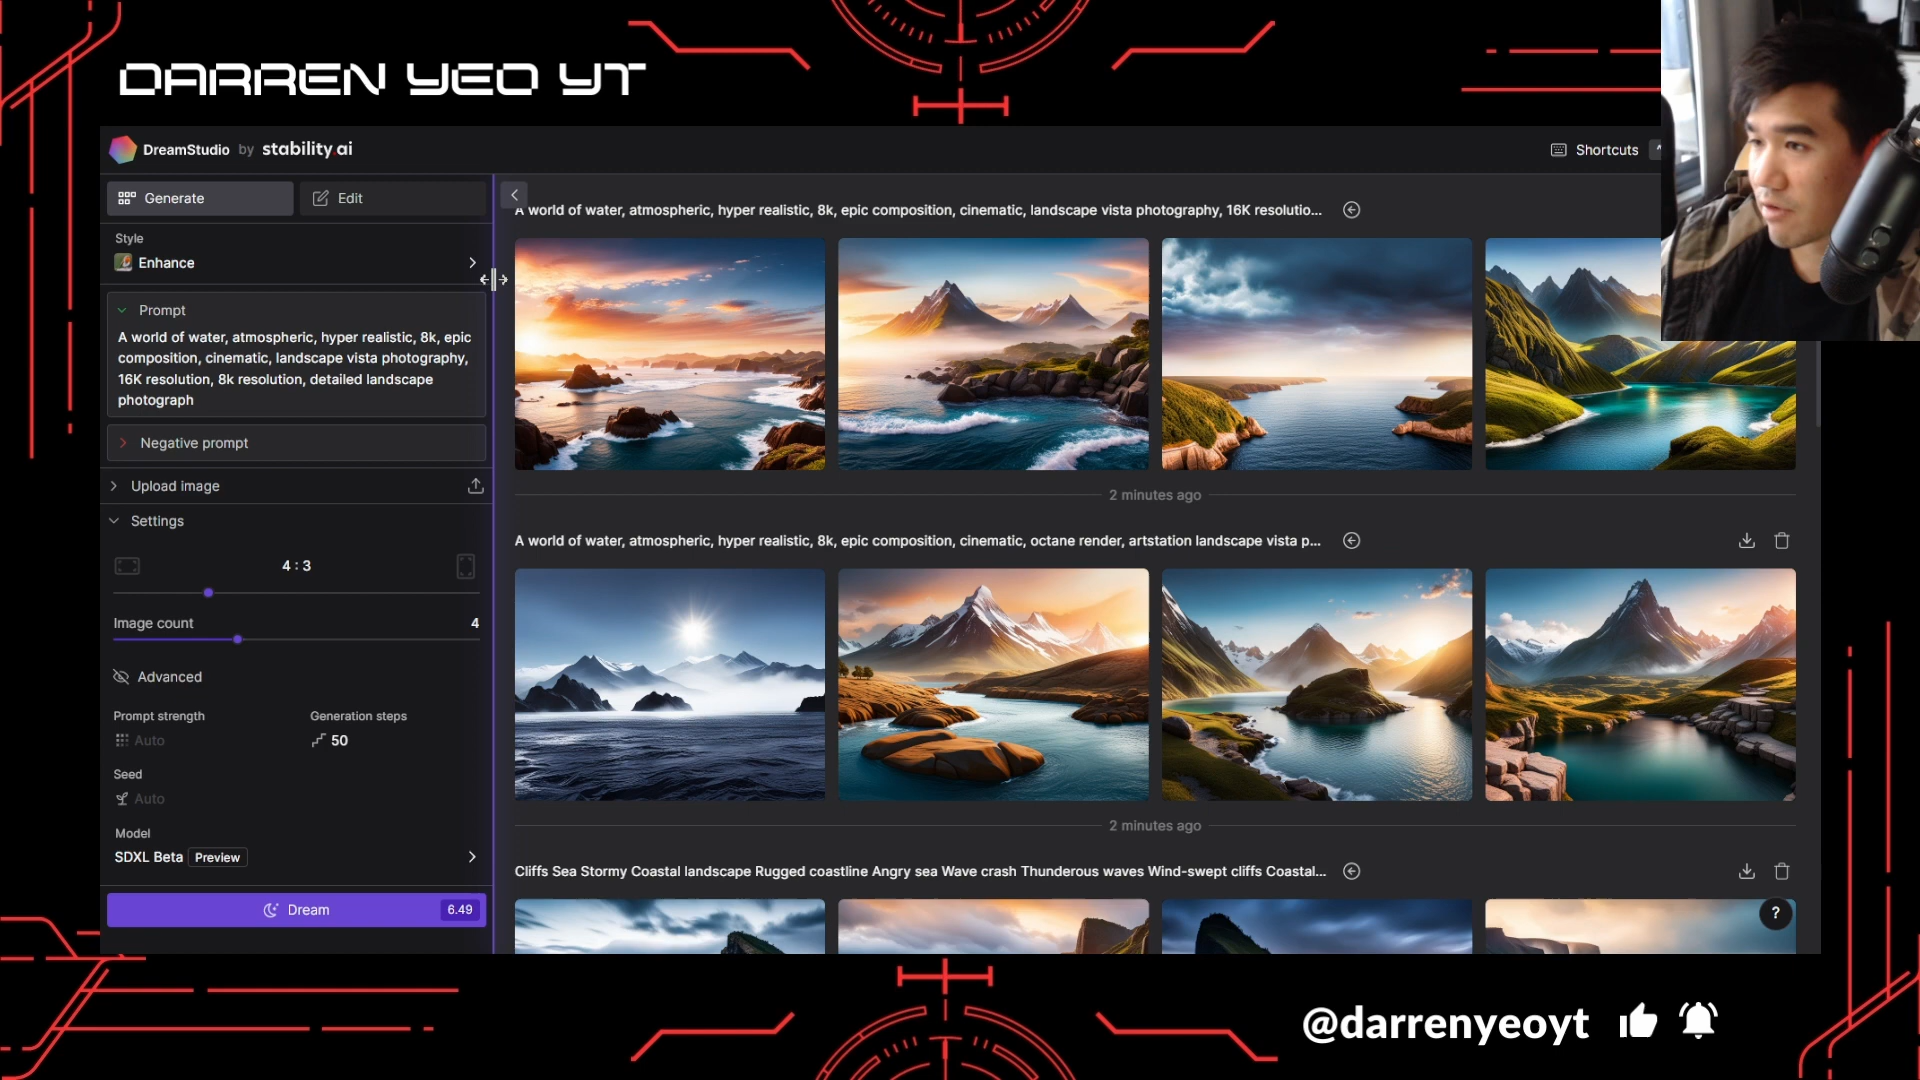 DARREN YEO YT
DreamStudio by stability.ai
Shortcuts
Generate
Edit
Style
Enhance
Prompt
A world of water, atmospheric, hyper realistic, 8k, epic
composition, cinematic, landscape vista photography,
16K resolution, 8k resolution, detailed landscape
photograph
Negative prompt
Upload image
Settings
4 : 3
Image count 4
Advanced
Prompt strength
Generation steps
Auto
50
Seed
Auto
Model
SDXL Beta Preview
Dream 6.49
A world of water, atmospheric, hyper realistic, 8k, epic composition, cinematic, landscape vista photography, 16K resolutio...
2 minutes ago
A world of water, atmospheric, hyper realistic, 8k, epic composition, cinematic, octane render, artstation landscape vista p...
2 minutes ago
Cliffs Sea Stormy Coastal landscape Rugged coastline Angry sea Wave crash Thunderous waves Wind-swept cliffs Coastal...
?
@darrenyeoyt